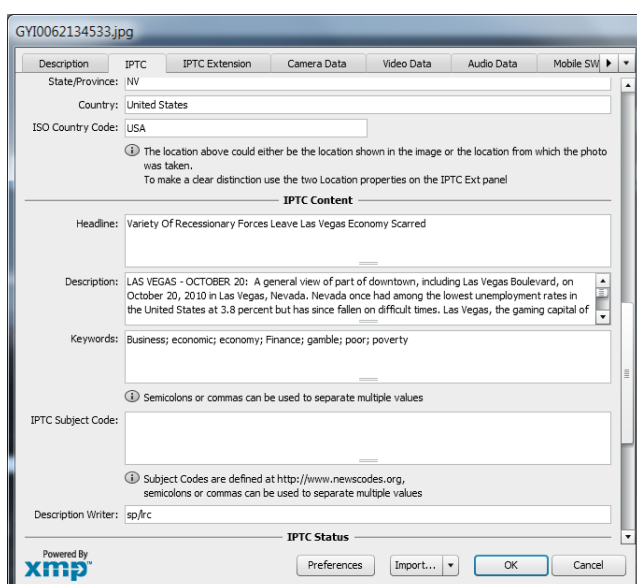 GYI0062134533.jpg
Description IPTC IPTC Extension Camera Data Video Data Audio Data Mobile SW
State/Province: NV
Country: United States
ISO Country Code: USA
The location above could either be the location shown in the image or the location from which the photo
was taken.
To make a clear distinction use the two Location properties on the IPTC Ext panel
IPTC Content
Headline: Variety Of Recessionary Forces Leave Las Vegas Economy Scarred
Description: LAS VEGAS - OCTOBER 20: A general view of part of downtown, including Las Vegas Boulevard, on
October 20, 2010 in Las Vegas, Nevada. Nevada once had among the lowest unemployment rates in
the United States at 3.8 percent but has since fallen on difficult times. Las Vegas, the gaming capital of
Keywords: Business; economic; economy; Finance; gamble; poor; poverty
Semicolons or commas can be used to separate multiple values
IPTC Subject Code:
Subject Codes are defined at http://www.newscodes.org,
semicolons or commas can be used to separate multiple values
Description Writer: sp/lrc
IPTC Status
Powered By
xmp™
Preferences Import... OK Cancel